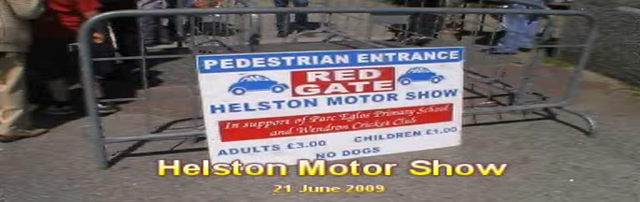 PEDESTRIAN ENTRANCE
RED
GATE
HELSTON MOTOR SHOW
In support of Parc Eglos Primary School
and Wendron Cricket Club
ADULTS £3.00 CHILDREN £1.00
NO DOGS
Helston Motor Show
21 June 2009